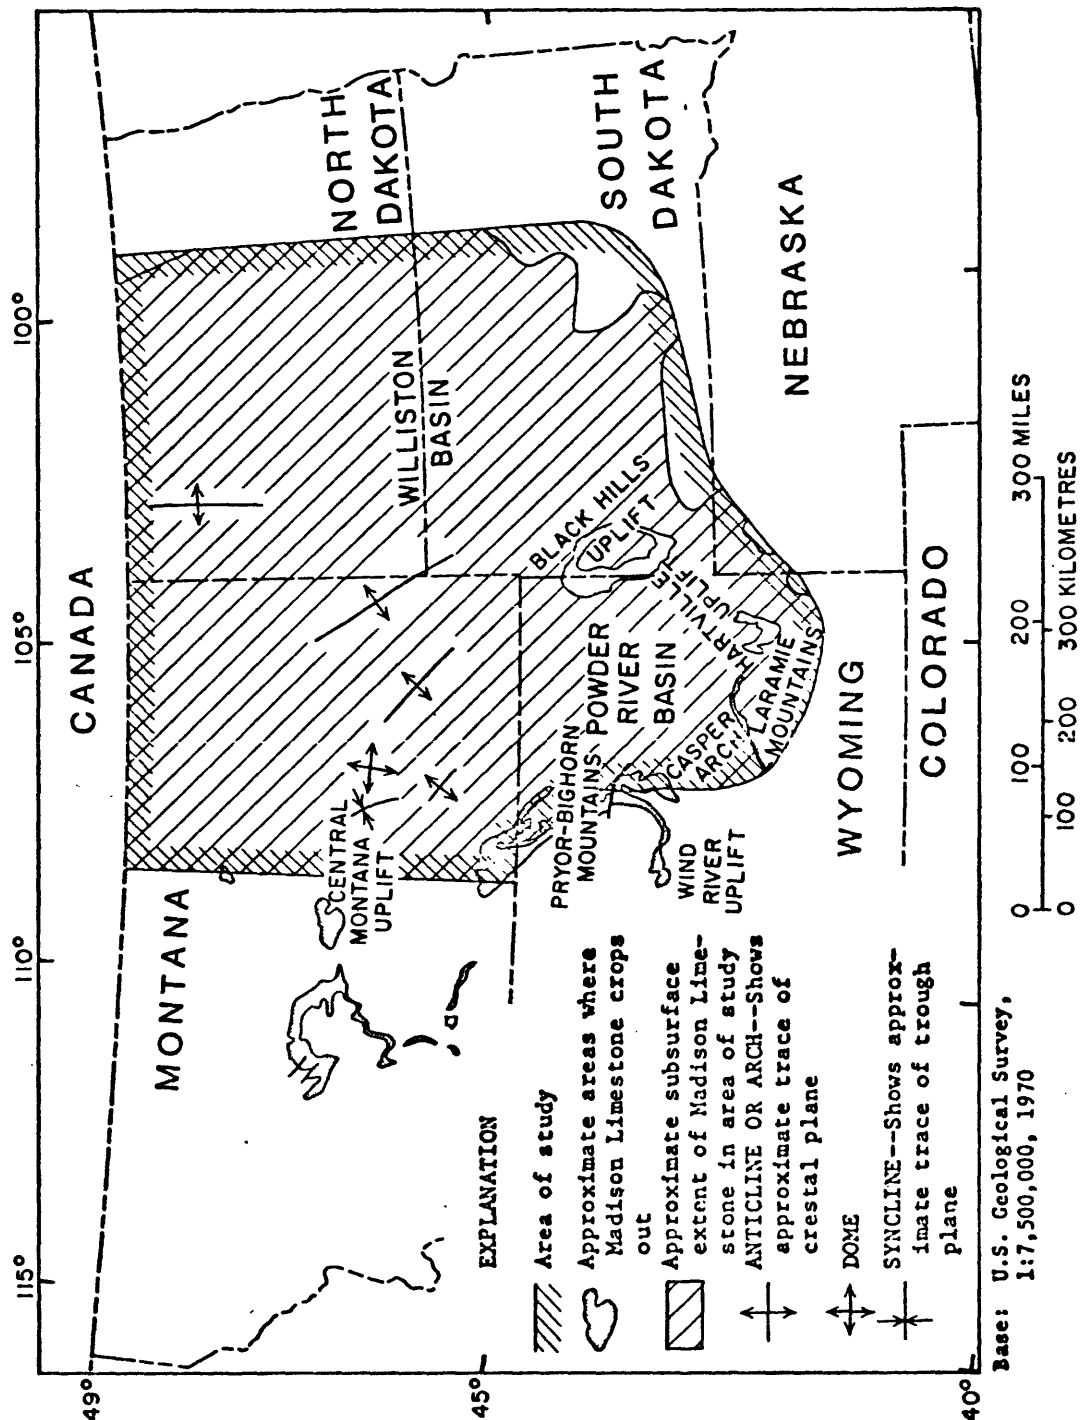 115°
110°
105°
100°
49°
45°
40°
CANADA
MONTANA
NORTH
DAKOTA
SOUTH
DAKOTA
NEBRASKA
WYOMING
COLORADO
WILLISTON
BASIN
CENTRAL
MONTANA
UPLIFT
BLACK HILLS
UPLIFT
POWDER
RIVER
BASIN
HARTVILLE
UPLIFT
PRYOR-BIGHORN
MOUNTAINS
CASPER
ARCH
LARAMIE
MOUNTAINS
WIND
RIVER
UPLIFT
EXPLANATION
Area of study
Approximate areas where
Madison Limestone crops
out
Approximate subsurface
extent of Madison Lime-
stone in area of study
ANTICLINE OR ARCH--Shows
approximate trace of
crestal plane
DOME
SYNCLINE--Shows approx-
imate trace of trough
plane
0 100 200 300 MILES
0 100 200 300 KILOMETRES
Base: U.S. Geological Survey,
1:7,500,000, 1970